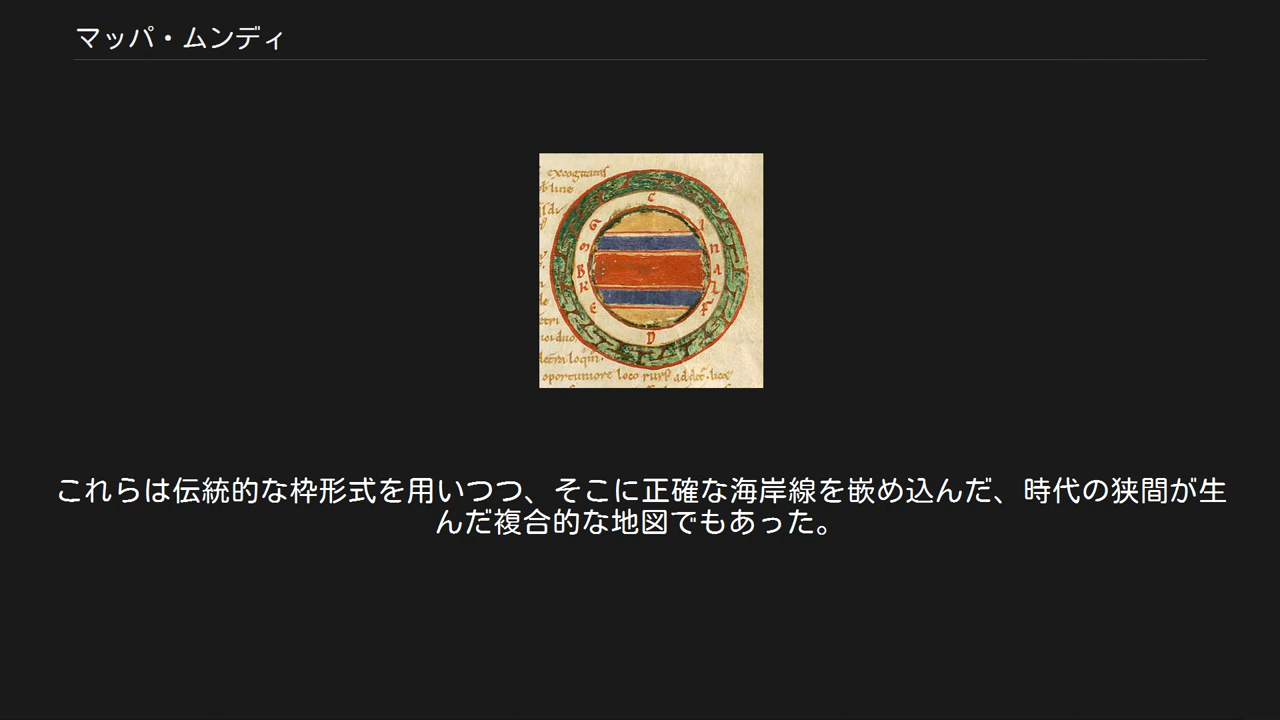 マッパ・ムンディ
C
D
oportuniore loco
これらは伝統的な枠形式を用いつつ、そこに正確な海岸線を嵌め込んだ、時代の狭間が生
んだ複合的な地図でもあった。